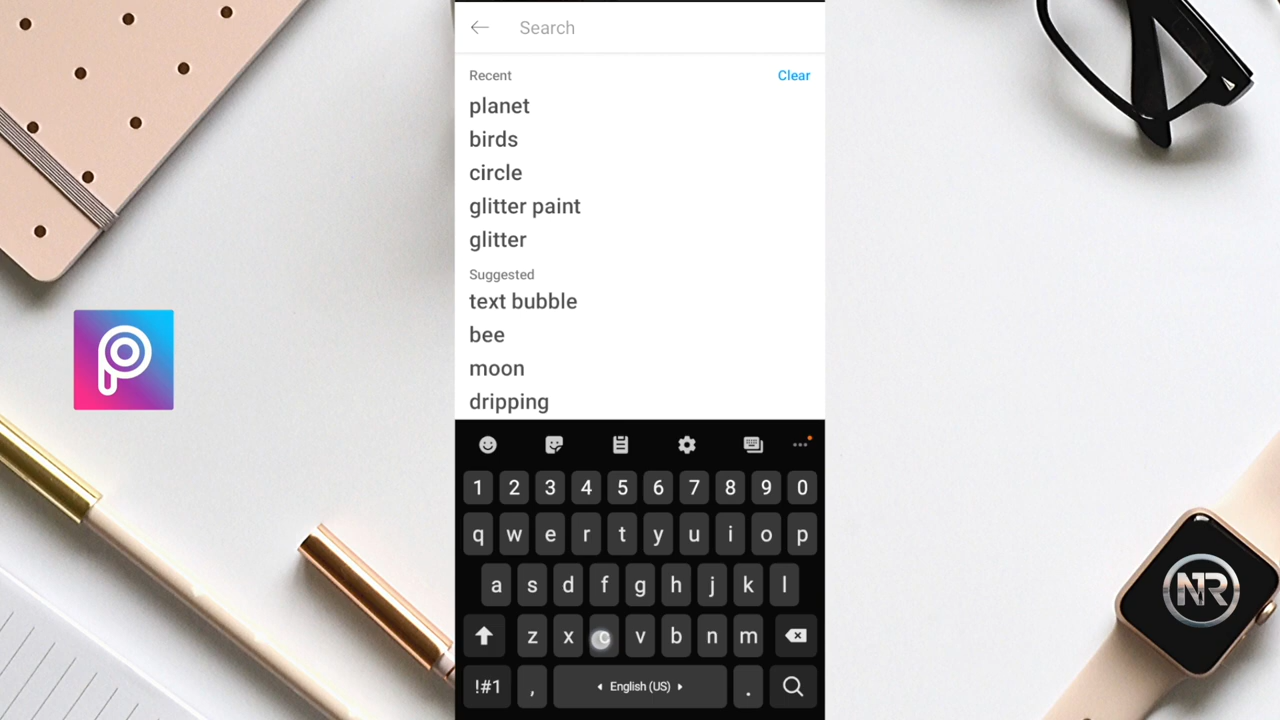 Search
Recent Clear
planet
birds
circle
glitter paint
glitter
Suggested
text bubble
bee
moon
dripping
1 2 3 4 5 6 7 8 9 0
q w e r t y u i o p
a s d f g h j k l
z x c v b n m
!#1 , English (US) .
NR